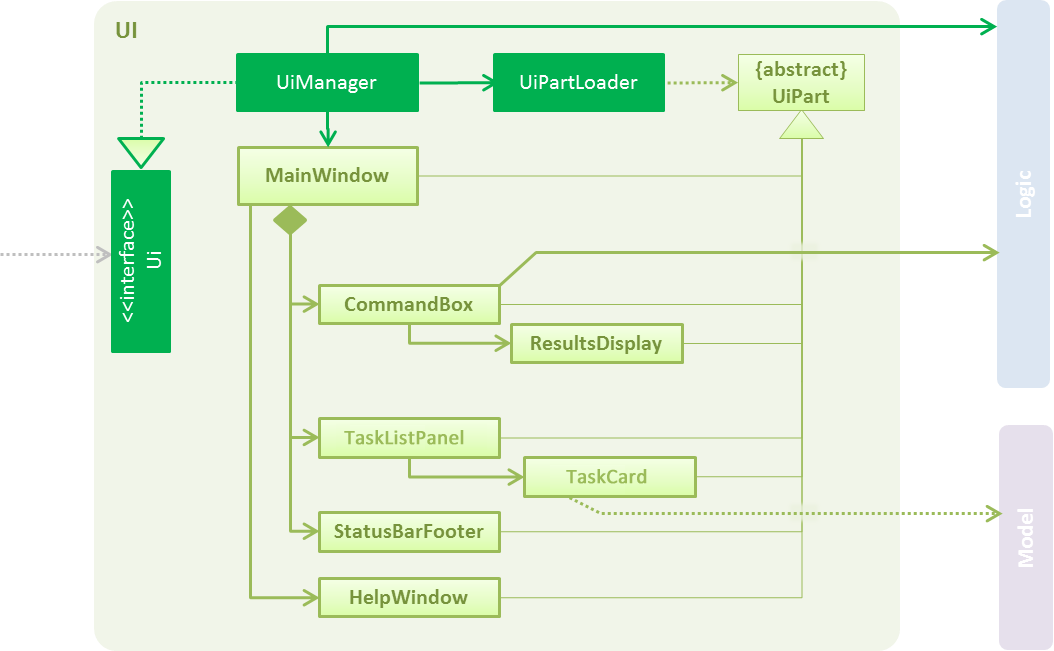 UI
UiManager
UiPartLoader
{abstract}
UiPart
MainWindow
<<interface>>
Ui
CommandBox
ResultsDisplay
TaskListPanel
TaskCard
StatusBarFooter
HelpWindow
Logic
Model